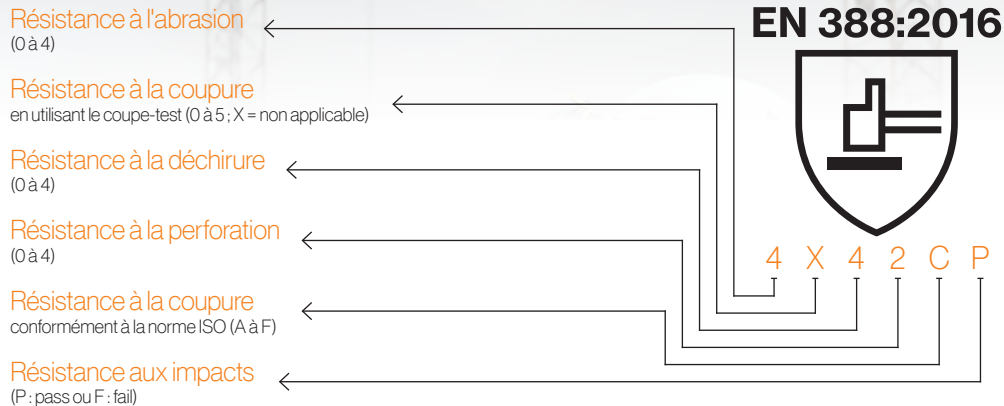 Résistance à l'abrasion
(0 à 4)
EN 388:2016
Résistance à la coupure
en utilisant le coupe-test (0 à 5 ; X = non applicable)
Résistance à la déchirure
(0 à 4)
Résistance à la perforation
(0 à 4)
4 X 4 2 C P
Résistance à la coupure
conformément à la norme ISO (A à F)
Résistance aux impacts
(P : pass ou F : fail)